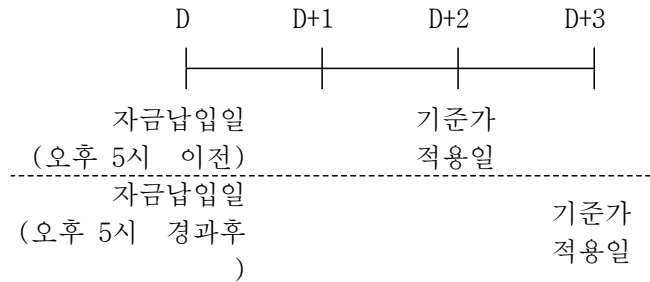 D D+1 D+2 D+3
자금납입일 기준가
(오후 5시 이전) 적용일
자금납입일
(오후 5시 경과후
)
기준가
적용일